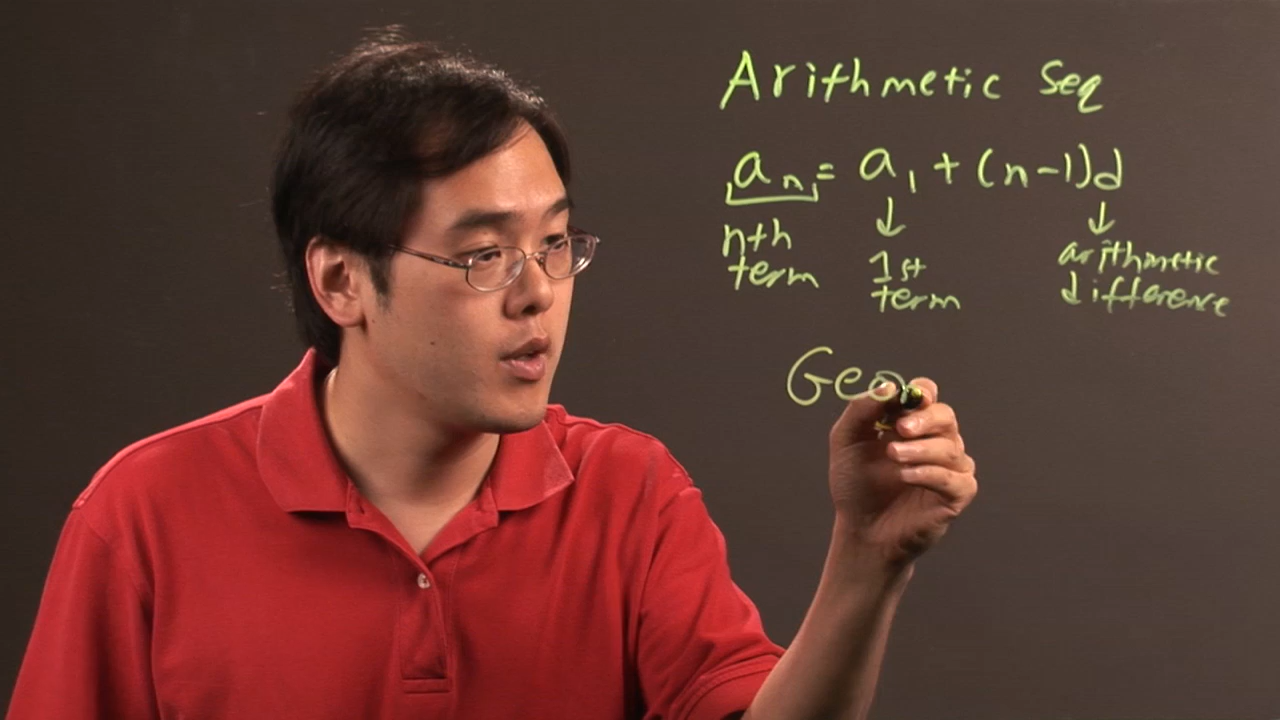 Arithmetic Seq
aₙ = a₁ + (n-1)d
nth term
1st term
arithmetic difference
Geo